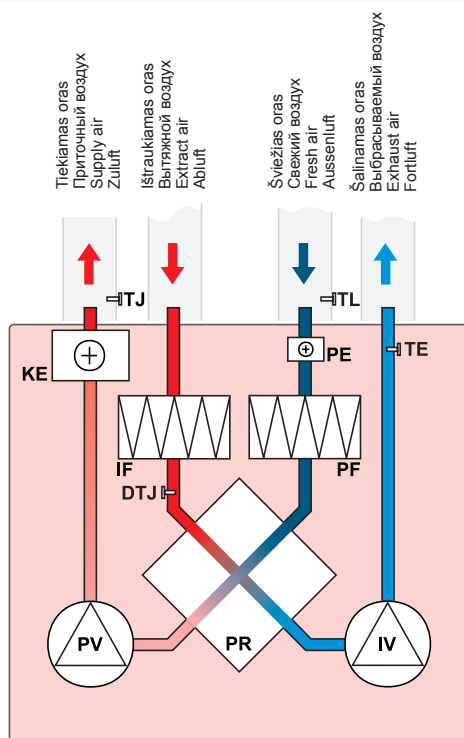 Tiekiamas oras
Приточный воздух
Supply air
Zuluft
Ištraukiamas oras
Вытяжной воздух
Extract air
Abluft
Šviežias oras
Свежий воздух
Fresh air
Aussenluft
Šalinamas oras
Выбрасываемый воздух
Exhaust air
Fortluft
TJ
TL
KE
PE
TE
IF
PF
DTJ
PV
PR
IV